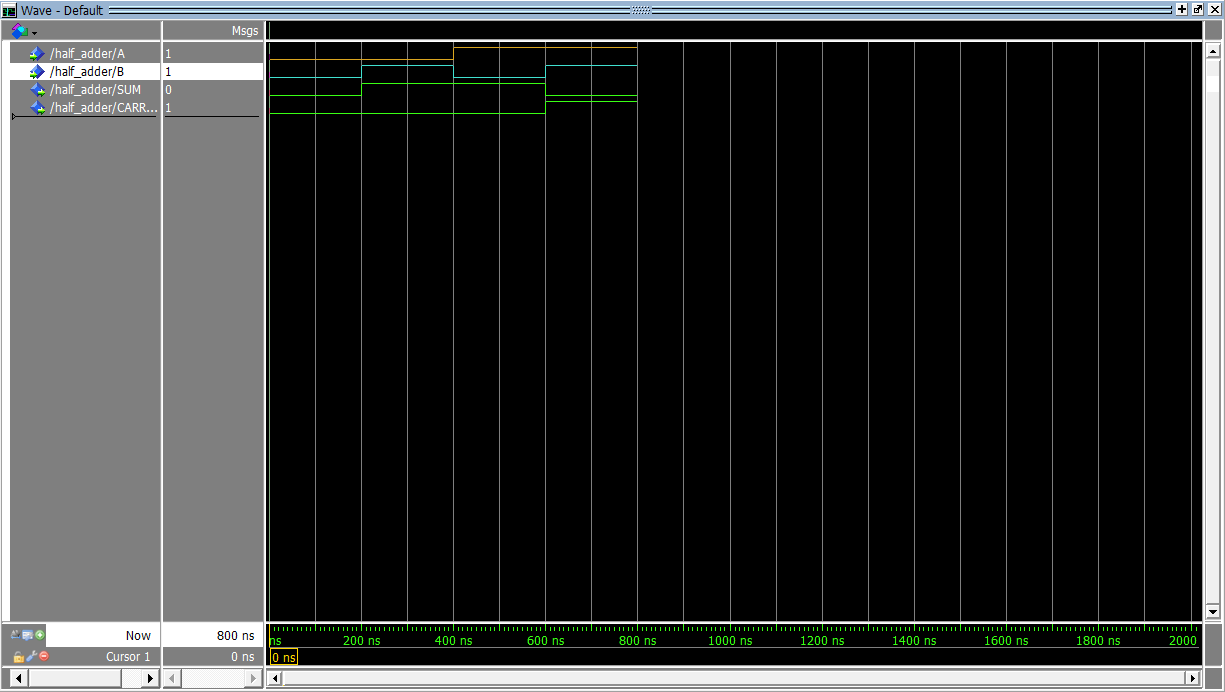 Wave - Default
Msgs
/half_adder/A 1
/half_adder/B 1
/half_adder/SUM 0
/half_adder/CARR... 1
Now 800 ns
ns 200 ns 400 ns 600 ns 800 ns 1000 ns 1200 ns 1400 ns 1600 ns 1800 ns 2000
Cursor 1 0 ns
0 ns